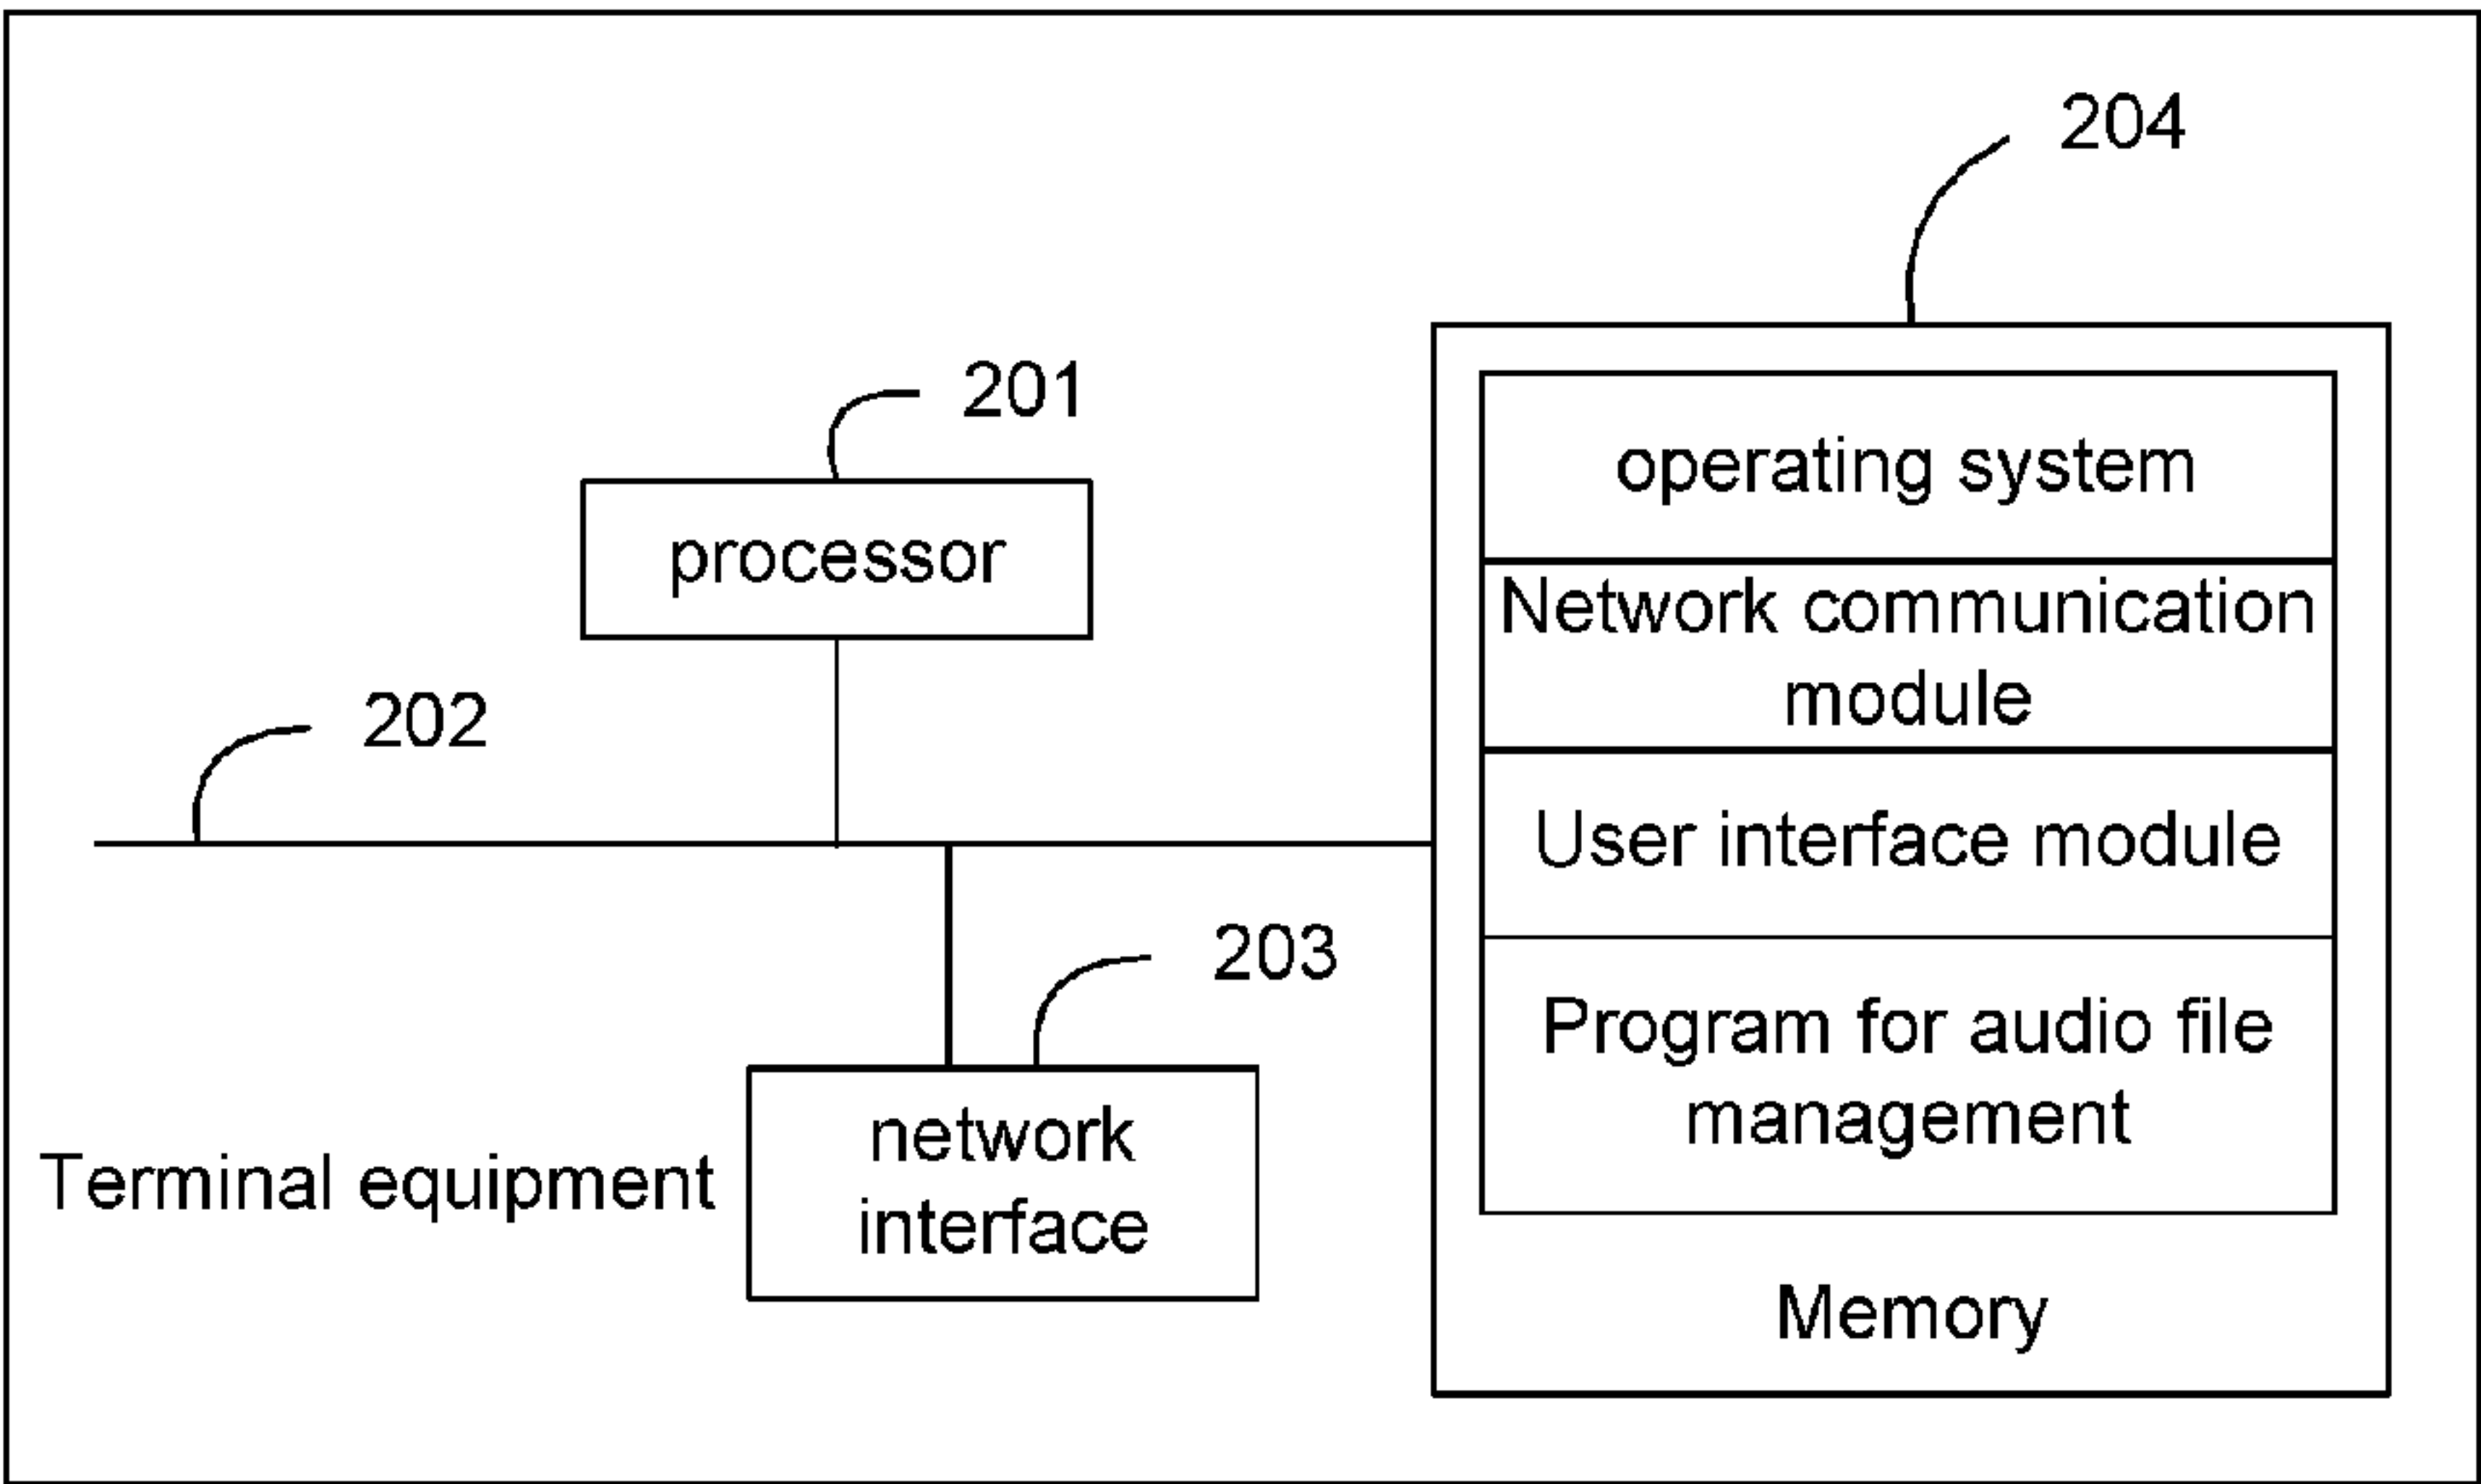 204
201
operating system
processor
Network communication
module
202
User interface module
203
Program for audio file
management
network
interface
Terminal equipment
Memory